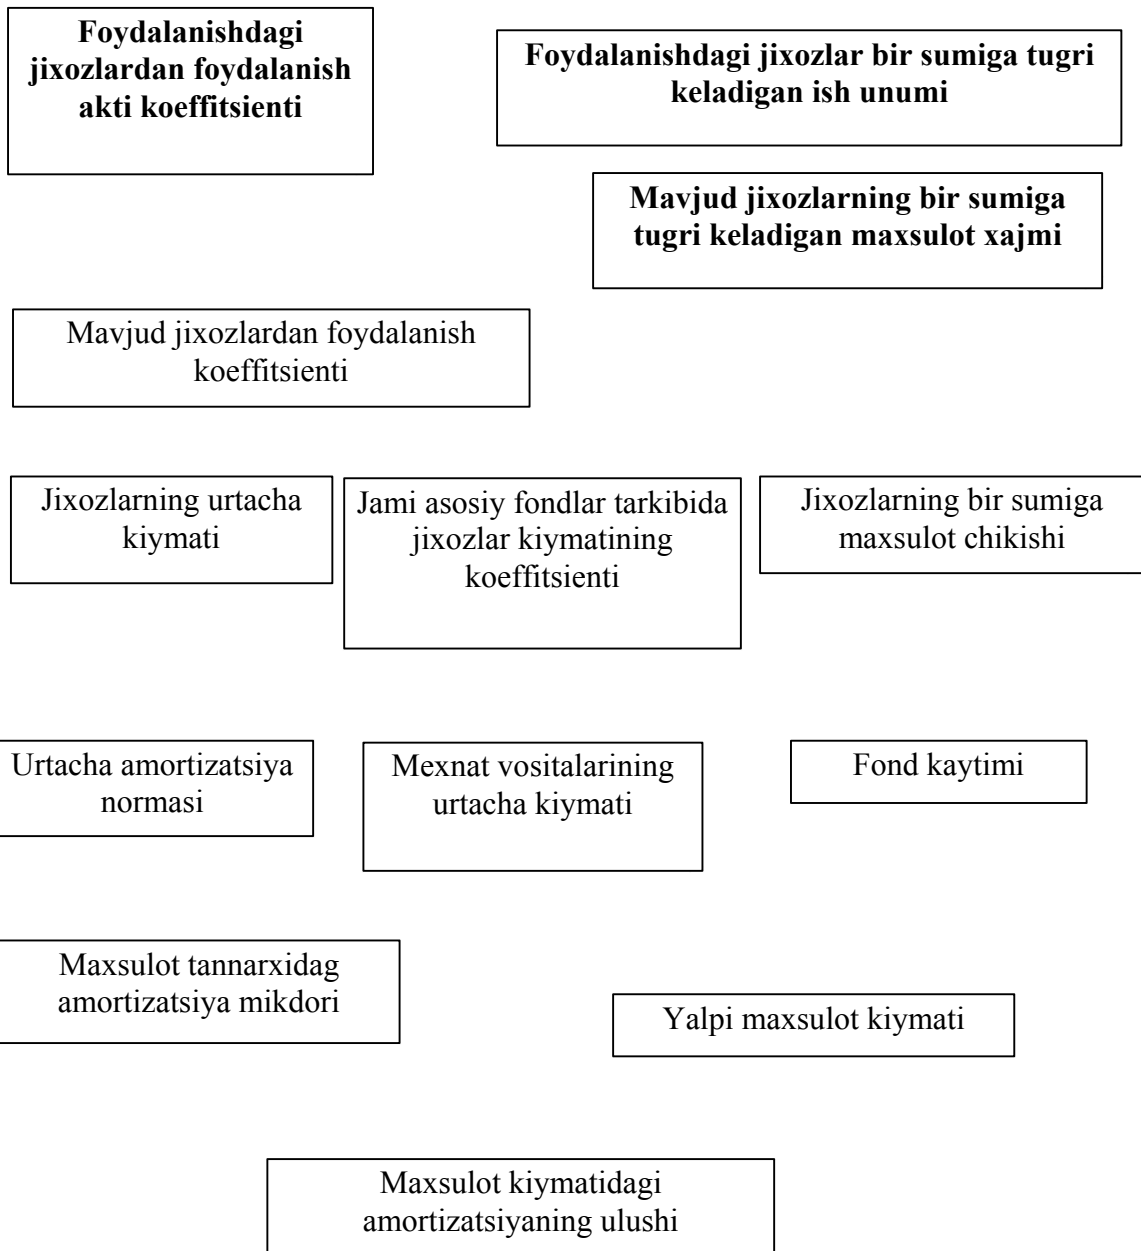 Foydalanishdagi
jixozlardan foydalanish
akti koeffitsienti
Foydalanishdagi jixozlar bir sumiga tugri
keladigan ish unumi
Mavjud jixozlarning bir sumiga
tugri keladigan maxsulot xajmi
Mavjud jixozlardan foydalanish
koeffitsienti
Jixozlarning urtacha
kiymati
Jami asosiy fondlar tarkibida
jixozlar kiymatining
koeffitsienti
Jixozlarning bir sumiga
maxsulot chikishi
Urtacha amortizatsiya
normasi
Mexnat vositalarining
urtacha kiymati
Fond kaytimi
Maxsulot tannarxidag
amortizatsiya mikdori
Yalpi maxsulot kiymati
Maxsulot kiymatidagi
amortizatsiyaning ulushi